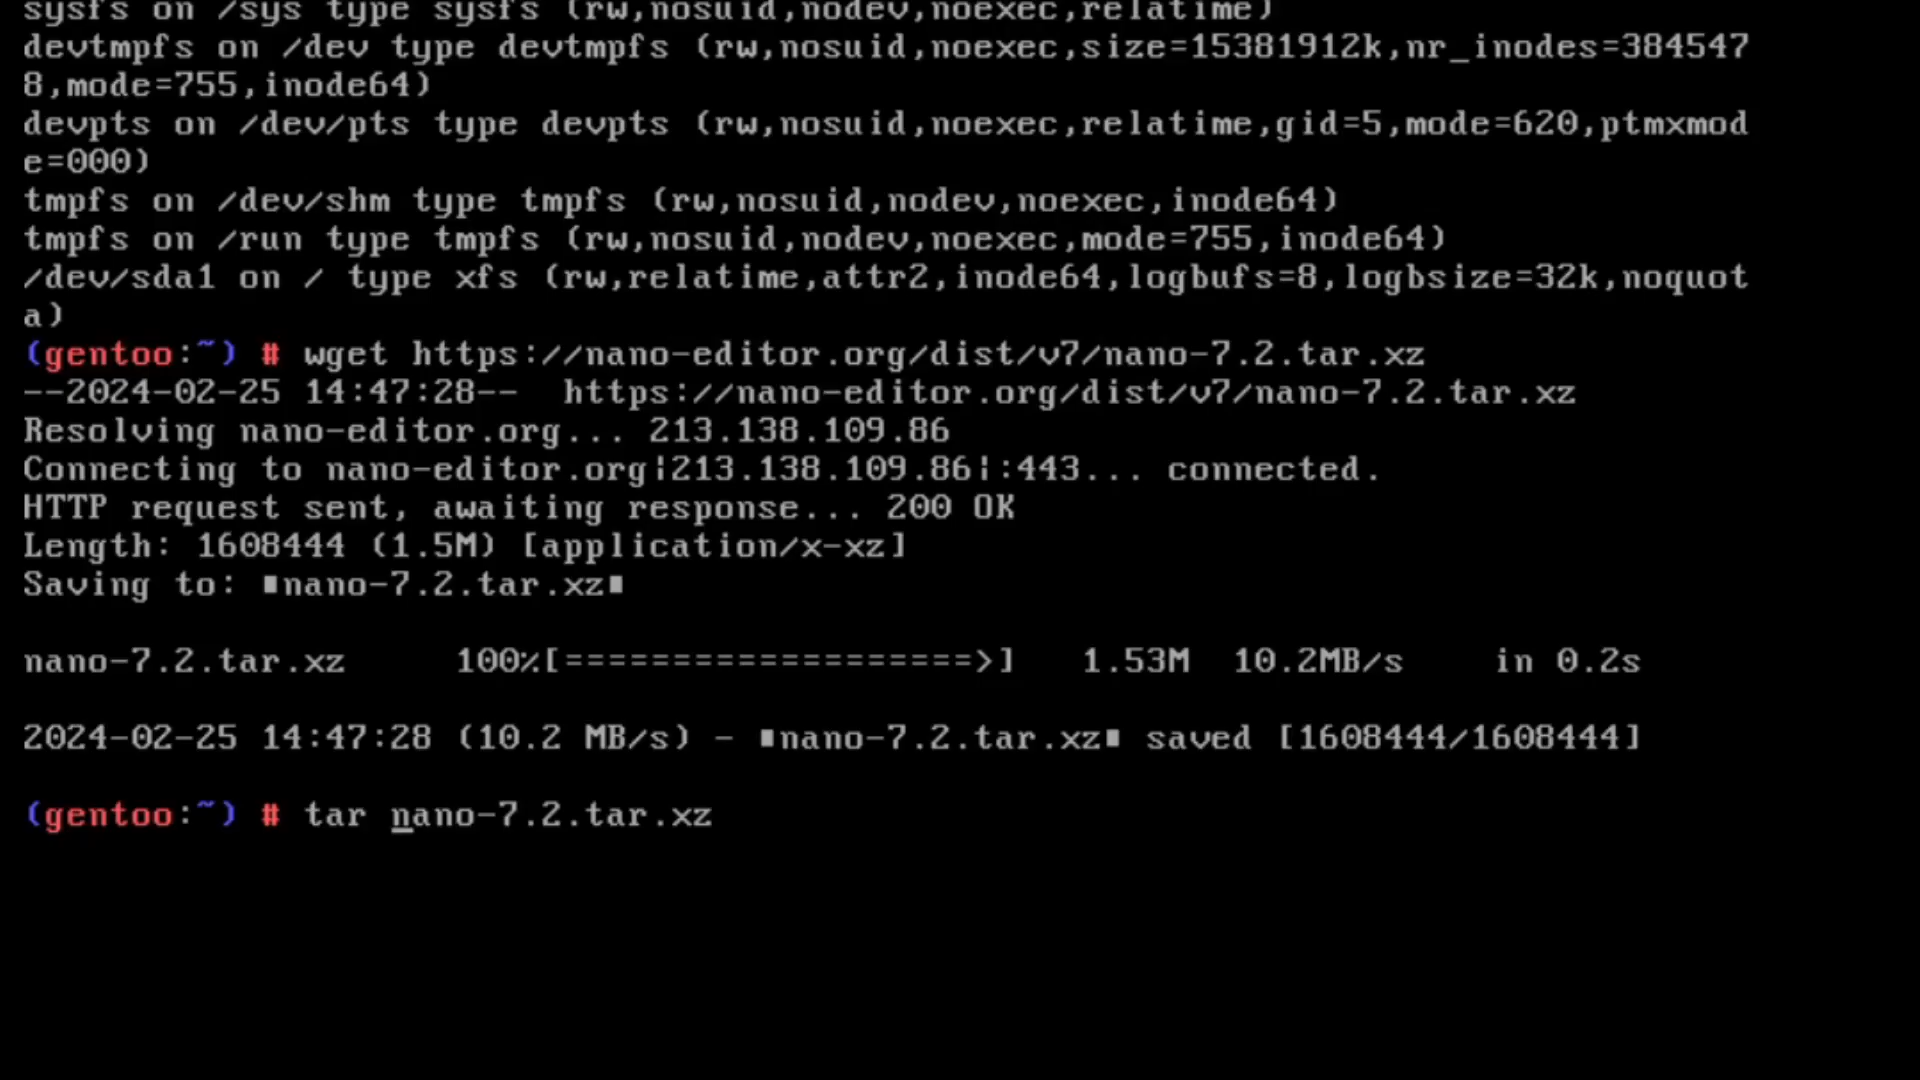 sysfs on /sys type sysfs (rw,nosuid,nodev,noexec,relatime)
devtmpfs on /dev type devtmpfs (rw,nosuid,noexec,size=15381912k,nr_inodes=384547
8,mode=755,inode64)
devpts on /dev/pts type devpts (rw,nosuid,noexec,relatime,gid=5,mode=620,ptmxmod
e=000)
tmpfs on /dev/shm type tmpfs (rw,nosuid,nodev,noexec,inode64)
tmpfs on /run type tmpfs (rw,nosuid,nodev,noexec,mode=755,inode64)
/dev/sda1 on / type xfs (rw,relatime,attr2,inode64,logbufs=8,logbsize=32k,noquot
a)
(gentoo:~) # wget https://nano-editor.org/dist/v7/nano-7.2.tar.xz
--2024-02-25 14:47:28--  https://nano-editor.org/dist/v7/nano-7.2.tar.xz
Resolving nano-editor.org... 213.138.109.86
Connecting to nano-editor.org|213.138.109.86|:443... connected.
HTTP request sent, awaiting response... 200 OK
Length: 1608444 (1.5M) [application/x-xz]
Saving to: ■nano-7.2.tar.xz■
nano-7.2.tar.xz     100%[===================>]   1.53M  10.2MB/s    in 0.2s
2024-02-25 14:47:28 (10.2 MB/s) - ■nano-7.2.tar.xz■ saved [1608444/1608444]
(gentoo:~) # tar nano-7.2.tar.xz